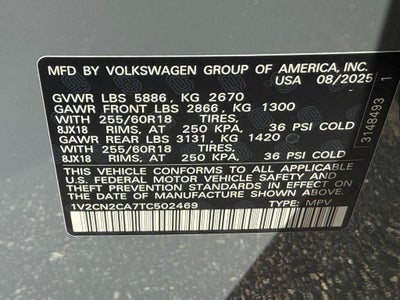 MFD BY VOLKSWAGEN GROUP OF AMERICA, INC.
USA 08/2025
GVWR LBS 5886, KG 2670
GAWR FRONT LBS 2866, KG 1300
WITH 255/60R18 TIRES,
8JX18 RIMS, AT 250 KPA, 36 PSI COLD
GAWR REAR LBS 3131, KG 1420
WITH 255/60R18 TIRES,
8JX18 RIMS, AT 250 KPA, 36 PSI COLD
THIS VEHICLE CONFORMS TO ALL APPLICABLE
U.S. FEDERAL MOTOR VEHICLE SAFETY AND
THEFT PREVENTION STANDARDS IN EFFECT ON
THE DATE OF MANUFACTURE SHOWN ABOVE.
1V2CN2CA7TC502469 TYPE: MPV
3148493 1